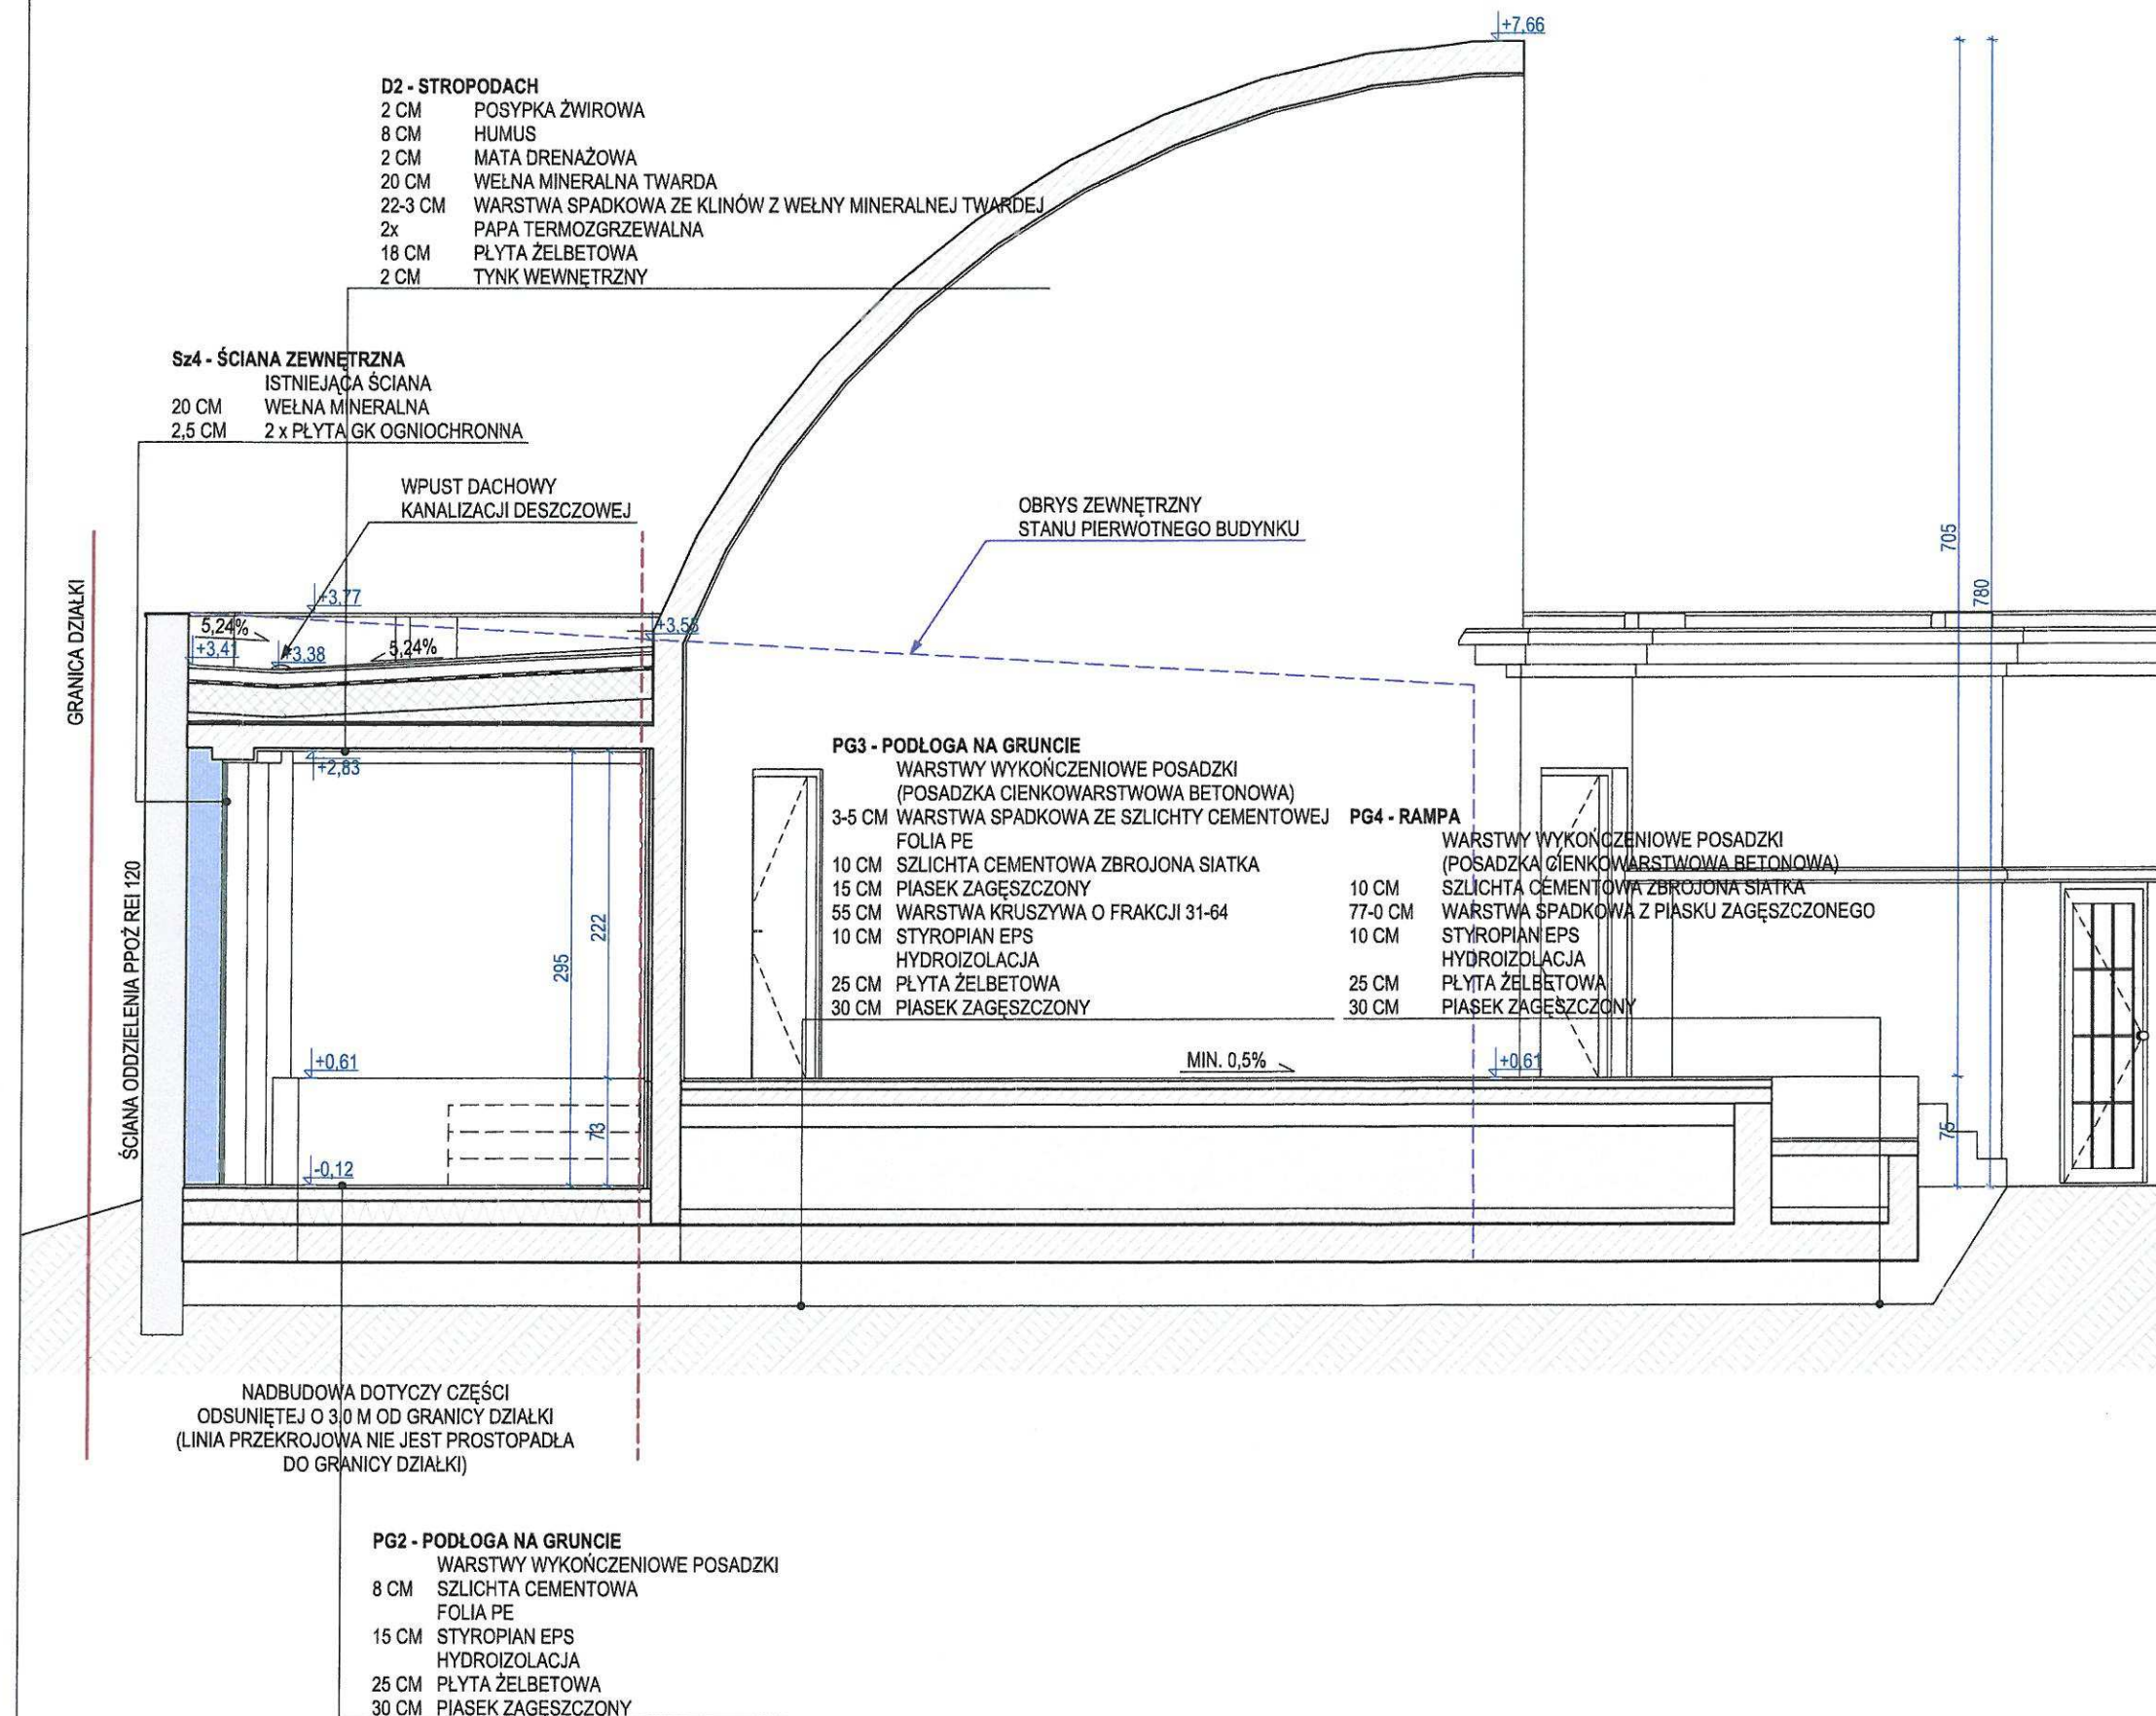 +7,66
D2 - STROPODACH
2 CM POSYPKA ŻWIROWA
8 CM HUMUS
2 CM MATA DRENAŻOWA
20 CM WEŁNA MINERALNA TWARDA
22-3 CM WARSTWA SPADKOWA ZE KLINÓW Z WEŁNY MINERALNEJ TWARDEJ
2x PAPA TERMOZGRZEWALNA
18 CM PŁYTA ŻELBETOWA
2 CM TYNK WEWNĘTRZNY
Sz4 - ŚCIANA ZEWNĘTRZNA
ISTNIEJĄCA ŚCIANA
20 CM WEŁNA MINERALNA
2,5 CM 2 x PŁYTA GK OGNIOCHRONNA
WPUST DACHOWY
KANALIZACJI DESZCZOWEJ
OBRYS ZEWNĘTRZNY
STANU PIERWOTNEGO BUDYNKU
705
780
GRANICA DZIAŁKI
+3,77
5,24%
+3,55
+3,41
+3,38
5,24%
+2,83
PG3 - PODŁOGA NA GRUNCIE
WARSTWY WYKOŃCZENIOWE POSADZKI
(POSADZKA CIENKOWARSTWOWA BETONOWA)
3-5 CM WARSTWA SPADKOWA ZE SZLICHTY CEMENTOWEJ
FOLIA PE
10 CM SZLICHTA CEMENTOWA ZBROJONA SIATKA
15 CM PIASEK ZAGĘSZCZONY
55 CM WARSTWA KRUSZYWA O FRAKCJI 31-64
10 CM STYROPIAN EPS
HYDROIZOLACJA
25 CM PŁYTA ŻELBETOWA
30 CM PIASEK ZAGĘSZCZONY
PG4 - RAMPA
WARSTWY WYKOŃCZENIOWE POSADZKI
(POSADZKA CIENKOWARSTWOWA BETONOWA)
10 CM SZLICHTA CEMENTOWA ZBROJONA SIATKA
77-0 CM WARSTWA SPADKOWA Z PIASKU ZAGĘSZCZONEGO
10 CM STYROPIAN EPS
HYDROIZOLACJA
25 CM PŁYTA ŻELBETOWA
30 CM PIASEK ZAGĘSZCZONY
ŚCIANA ODDZIELENIA PPOŻ REI 120
295
222
73
+0,61
MIN. 0,5%
+0,61
75
-0,12
NADBUDOWA DOTYCZY CZĘŚCI
ODSUNIĘTEJ O 3.0 M OD GRANICY DZIAŁKI
(LINIA PRZEKROJOWA NIE JEST PROSTOPADŁA
DO GRANICY DZIAŁKI)
PG2 - PODŁOGA NA GRUNCIE
WARSTWY WYKOŃCZENIOWE POSADZKI
8 CM SZLICHTA CEMENTOWA
FOLIA PE
15 CM STYROPIAN EPS
HYDROIZOLACJA
25 CM PŁYTA ŻELBETOWA
30 CM PIASEK ZAGĘSZCZONY